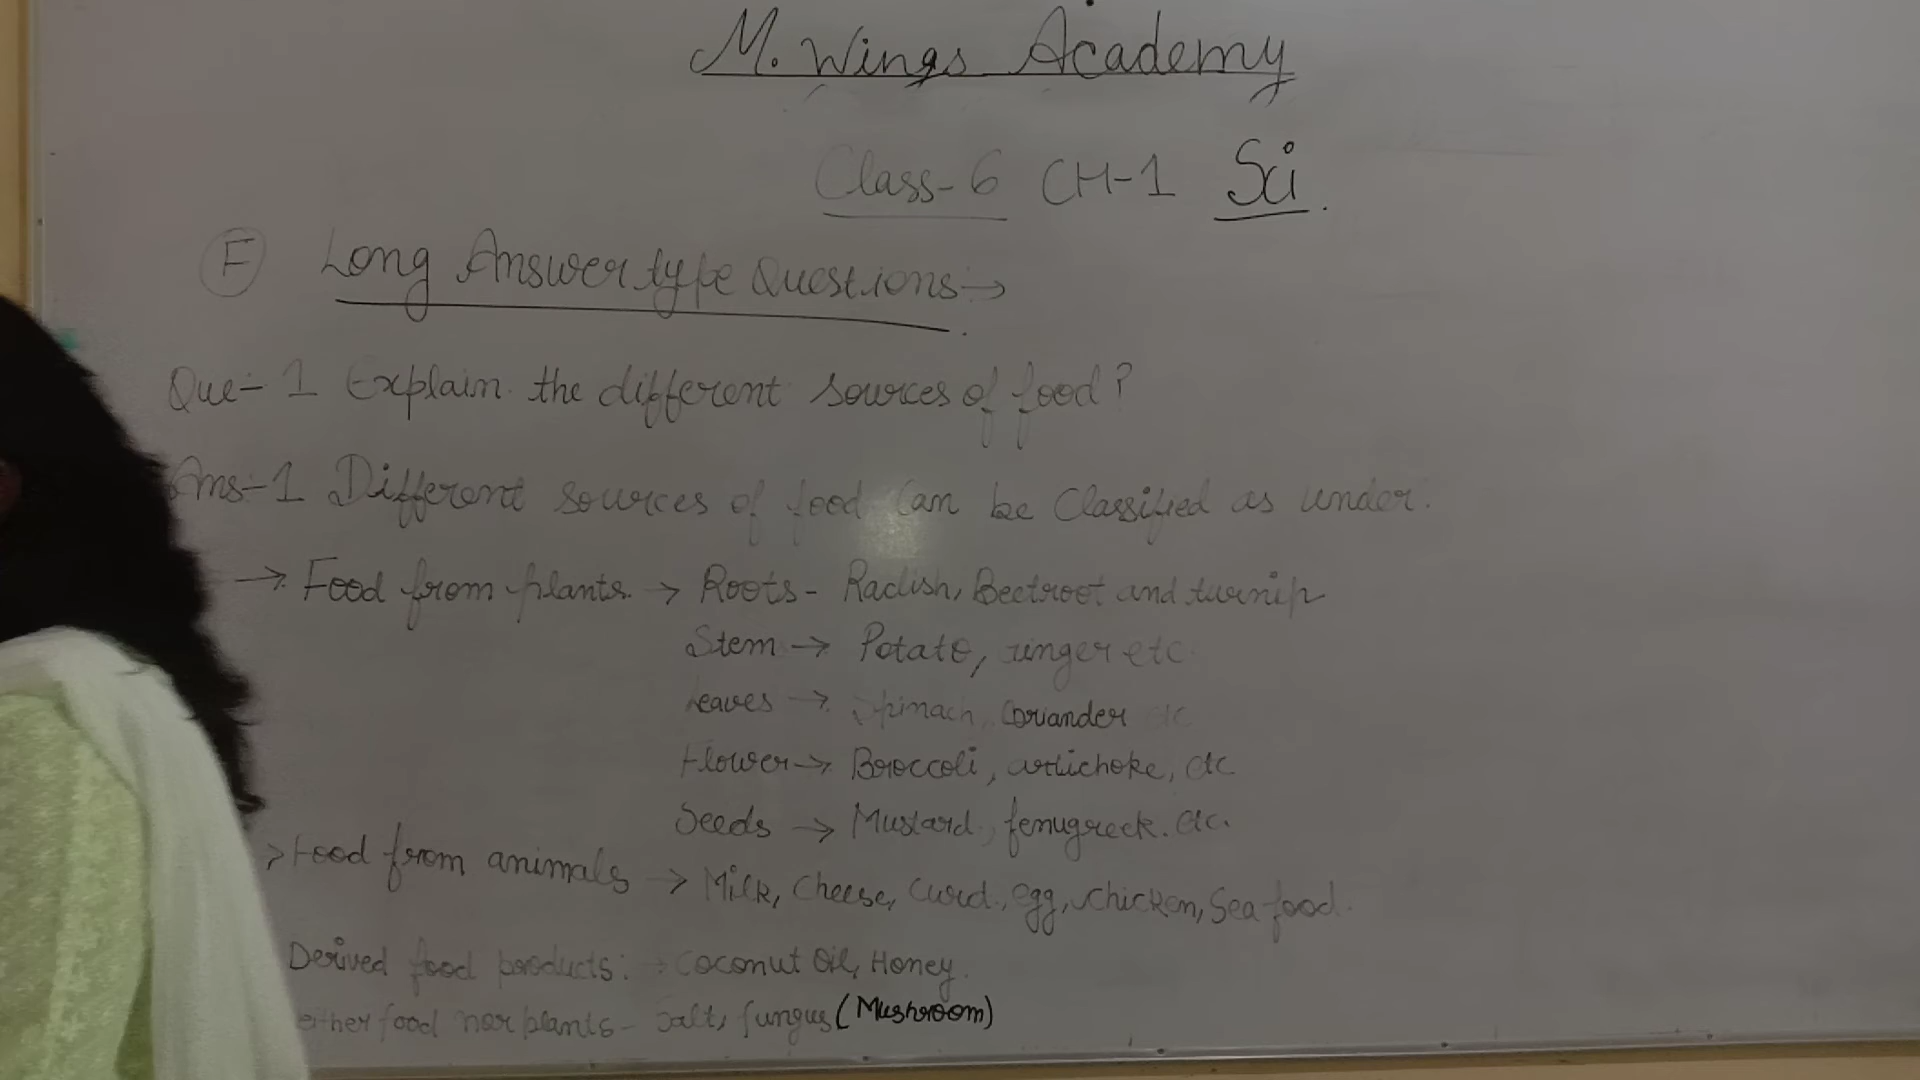 M. Wings Academy
Class-6 CH-1 Sci.
F Long Answer type Questions:→
Que-1 Explain the different sources of food?
Ans-1 Different sources of food can be Classified as under.
→ Food from plants → Roots - Radish, Beetroot and turnip
Stem → Potato, ginger etc
Leaves → Spinach, Coriander etc
Flower → Broccoli, artichoke, etc
Seeds → Mustard, fenugreek. etc.
→ Food from animals → Milk, Cheese, Curd, egg, Chicken, Sea food.
Derived food products: → Coconut Oil, Honey.
either food nor plants - Salt, fungus (Mushroom)